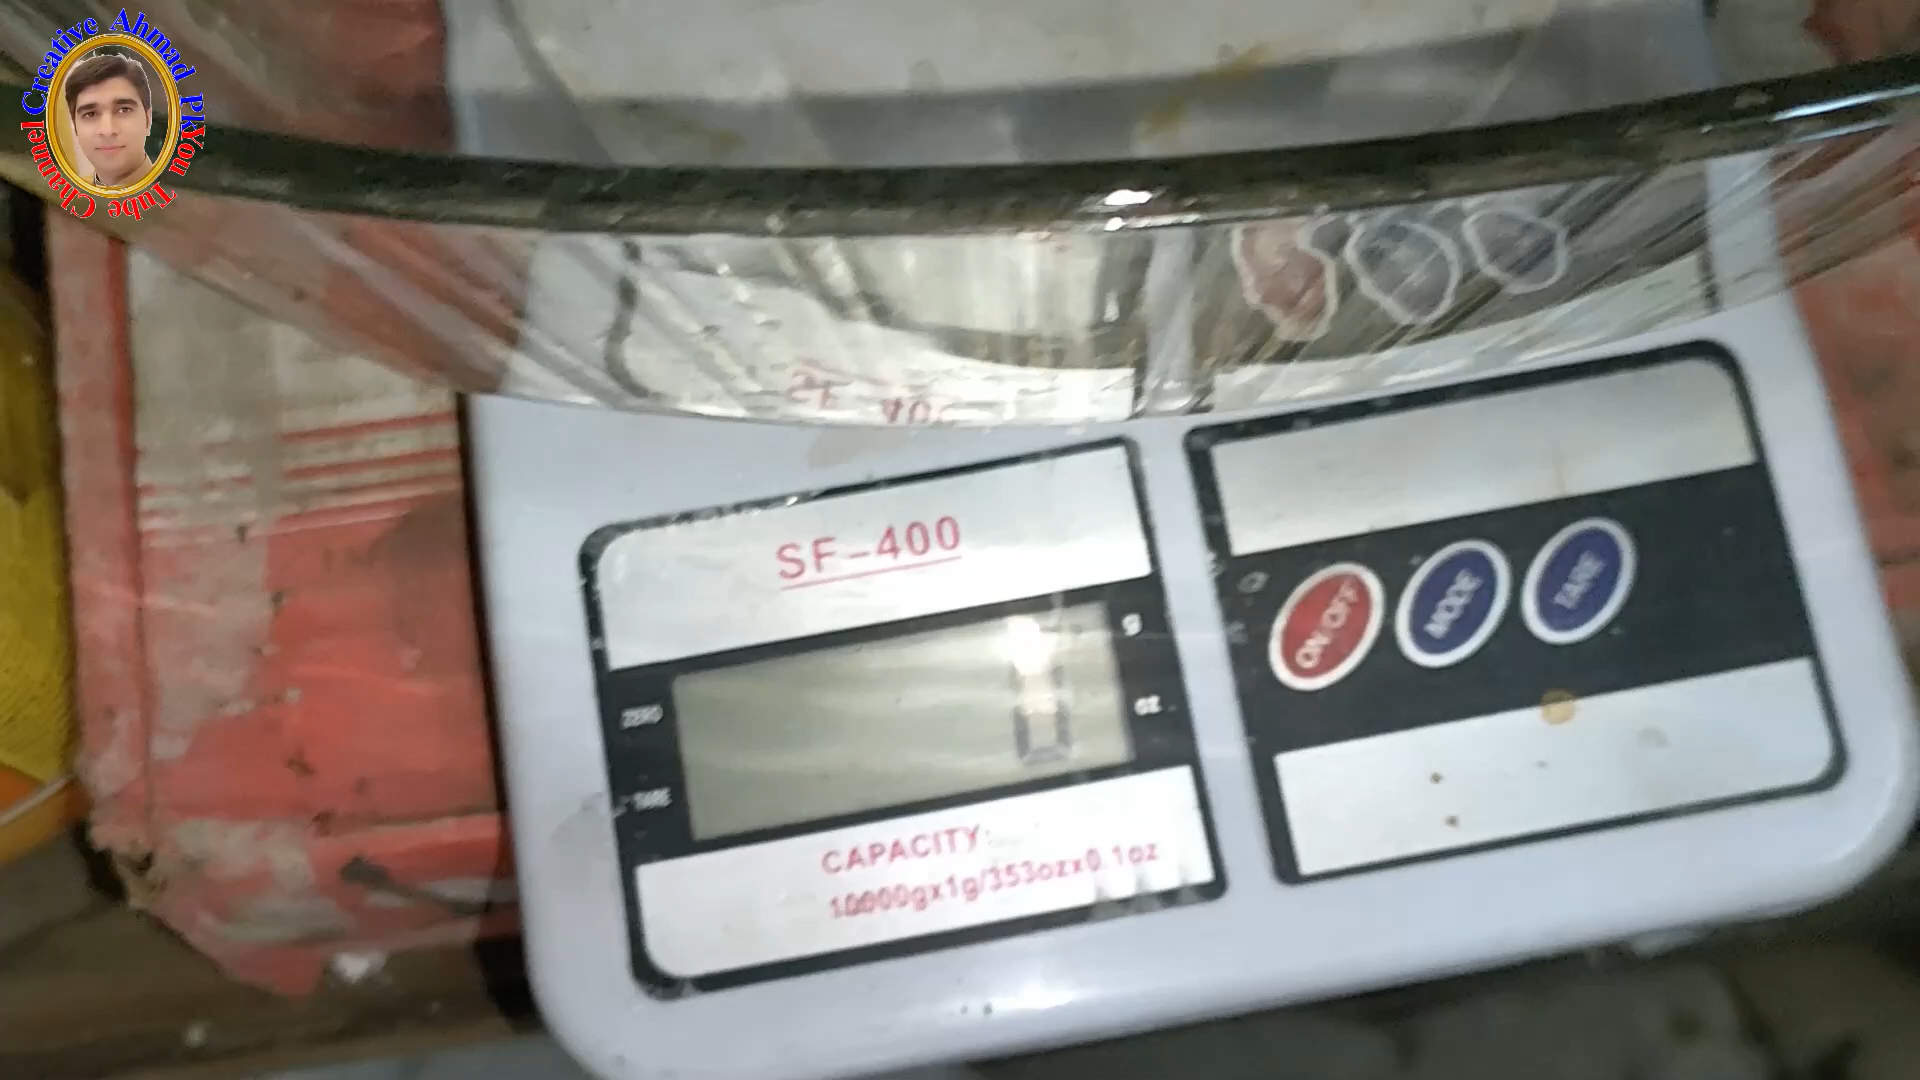 Creative Ahmad Pk
You Tube Channel
SF-400
g
0
oz
ZERO
TARE
CAPACITY:
10000gx1g/353ozx0.1oz
ON/OFF
MODE
TARE